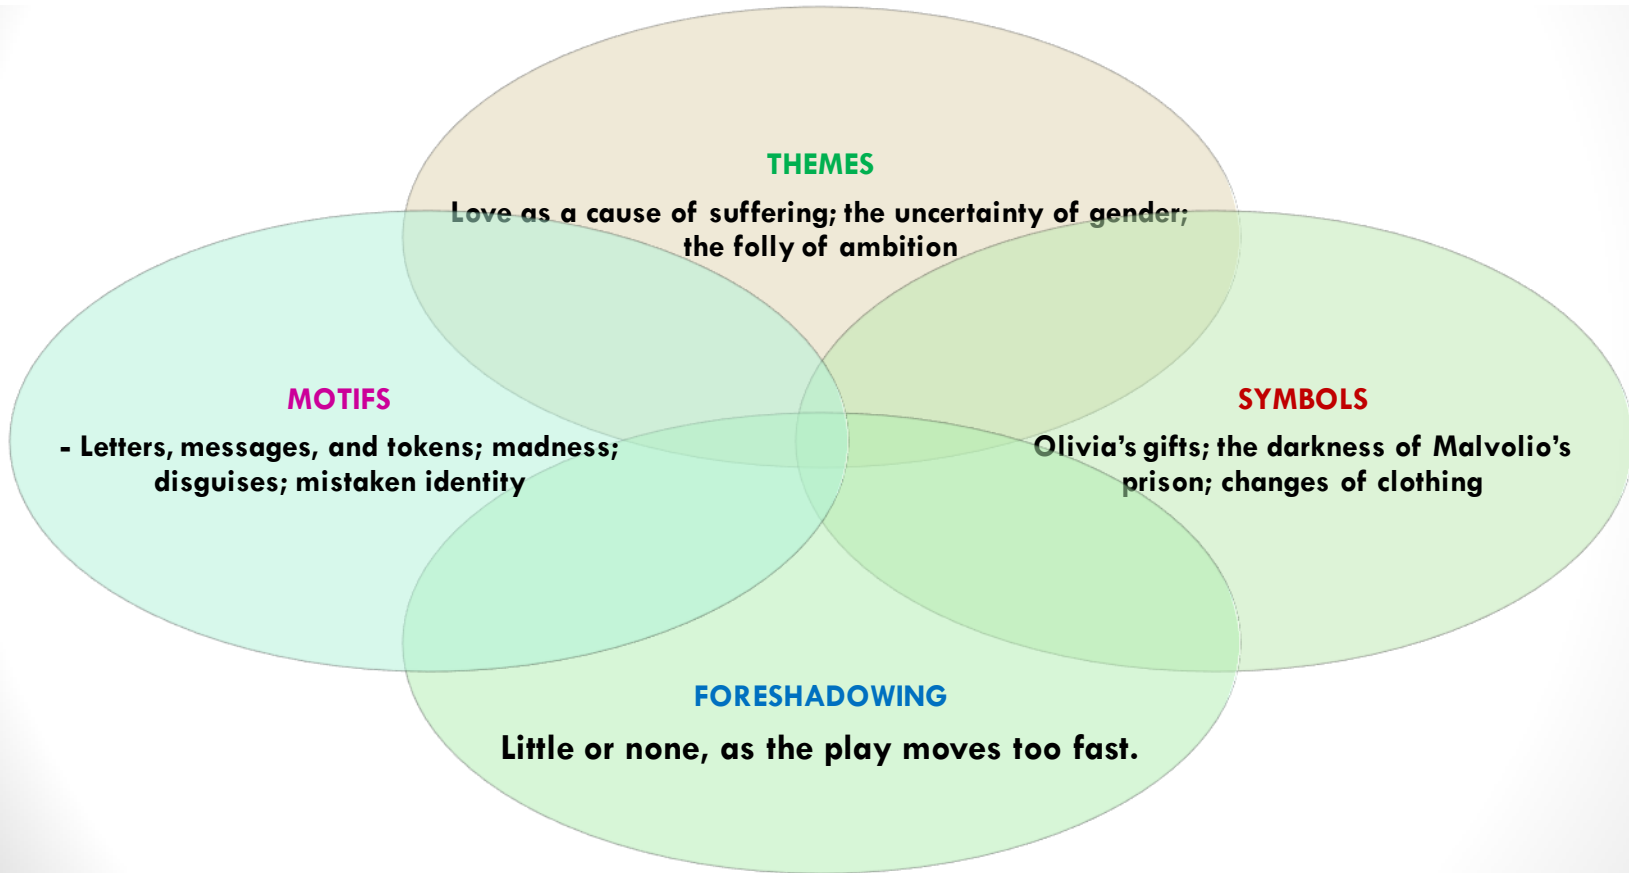 THEMES
Love as a cause of suffering; the uncertainty of gender;
the folly of ambition
MOTIFS
- Letters, messages, and tokens; madness;
disguises; mistaken identity
SYMBOLS
Olivia’s gifts; the darkness of Malvolio’s
prison; changes of clothing
FORESHADOWING
Little or none, as the play moves too fast.